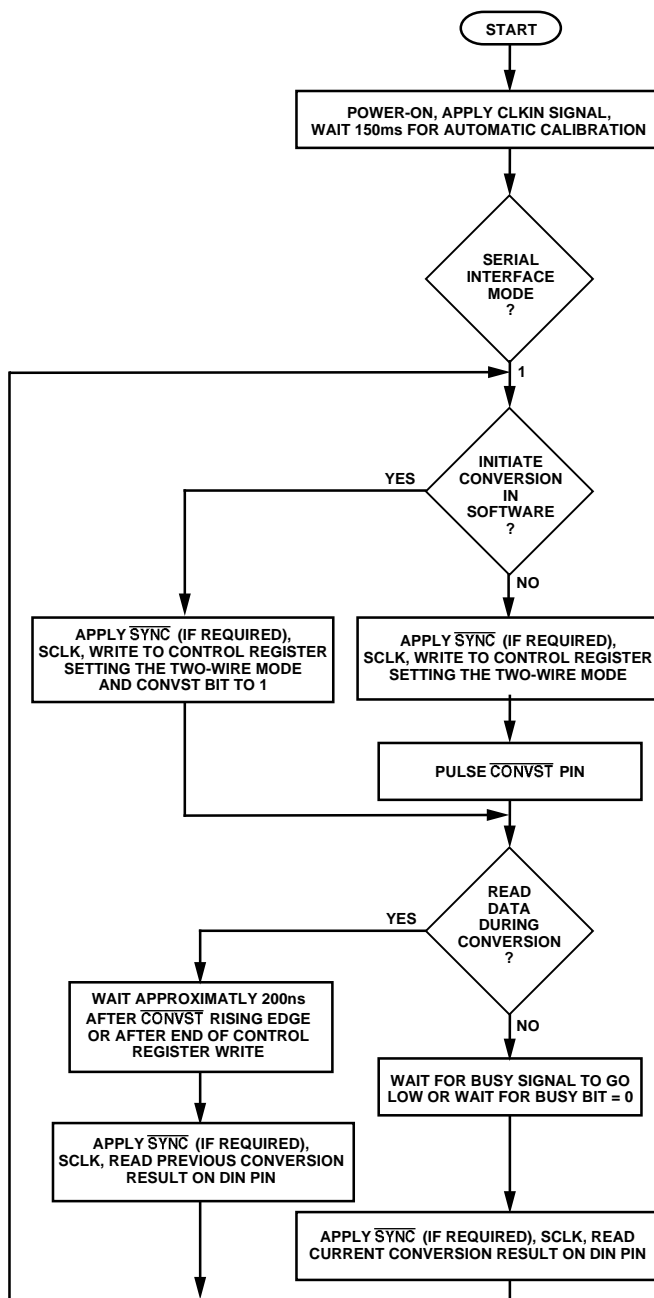 START
POWER-ON, APPLY CLKIN SIGNAL,
WAIT 150ms FOR AUTOMATIC CALIBRATION
SERIAL
INTERFACE
MODE
?
1
INITIATE
CONVERSION
IN
SOFTWARE
?
YES
NO
APPLY SYNC (IF REQUIRED),
SCLK, WRITE TO CONTROL REGISTER
SETTING THE TWO-WIRE MODE
AND CONVST BIT TO 1
APPLY SYNC (IF REQUIRED),
SCLK, WRITE TO CONTROL REGISTER
SETTING THE TWO-WIRE MODE
PULSE CONVST PIN
READ
DATA
DURING
CONVERSION
?
YES
NO
WAIT APPROXIMATLY 200ns
AFTER CONVST RISING EDGE
OR AFTER END OF CONTROL
REGISTER WRITE
WAIT FOR BUSY SIGNAL TO GO
LOW OR WAIT FOR BUSY BIT = 0
APPLY SYNC (IF REQUIRED),
SCLK, READ PREVIOUS CONVERSION
RESULT ON DIN PIN
APPLY SYNC (IF REQUIRED), SCLK, READ
CURRENT CONVERSION RESULT ON DIN PIN